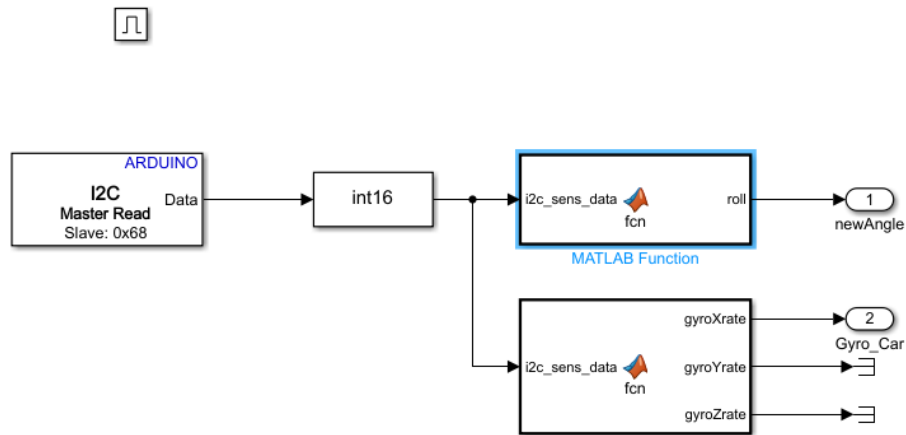 ARDUINO
I2C
Master Read
Slave: 0x68
Data
int16
i2c_sens_data
fcn
roll
MATLAB Function
1
newAngle
i2c_sens_data
fcn
gyroXrate
gyroYrate
gyroZrate
2
Gyro_Car